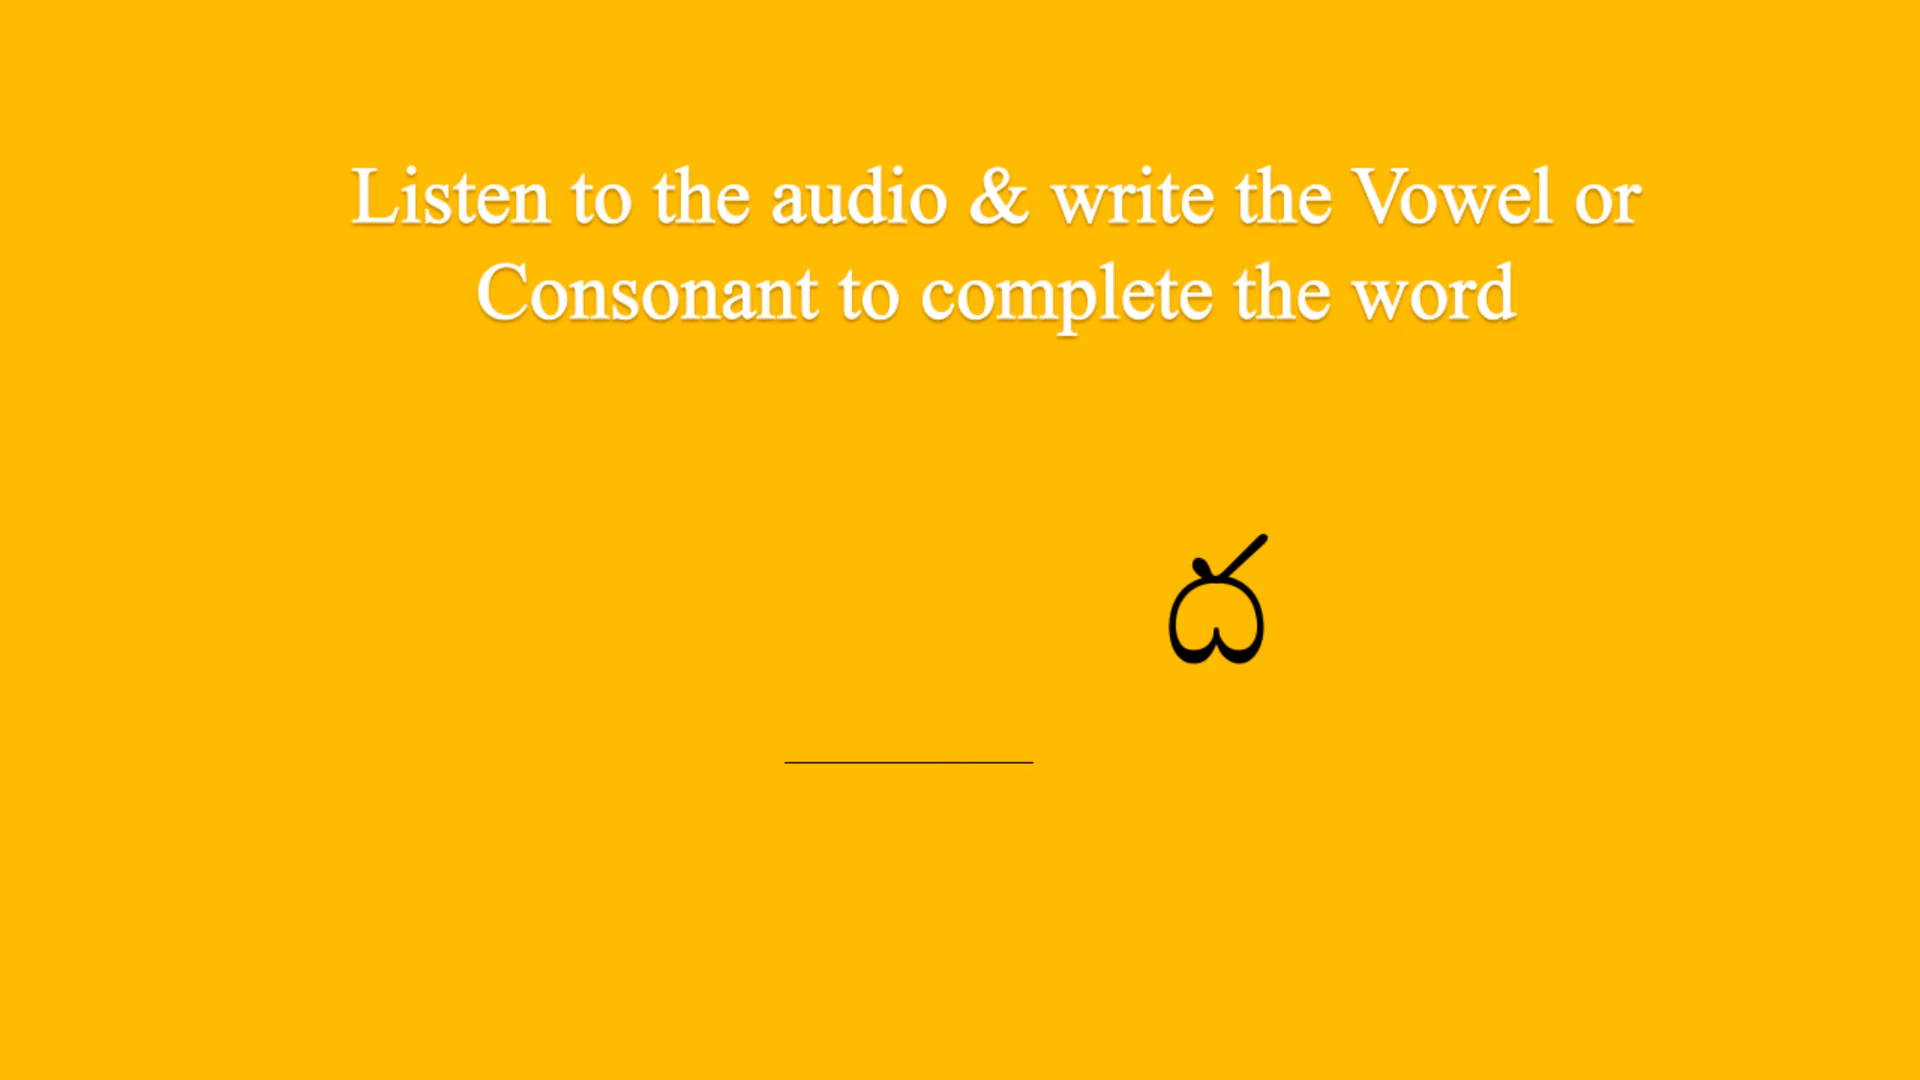 Listen to the audio & write the Vowel or
Consonant to complete the word
ద